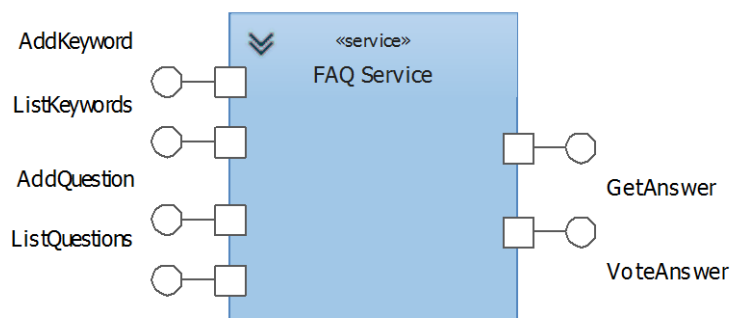 AddKeyword
«service»
FAQ Service
ListKeywords
AddQuestion
GetAnswer
ListQuestions
VoteAnswer